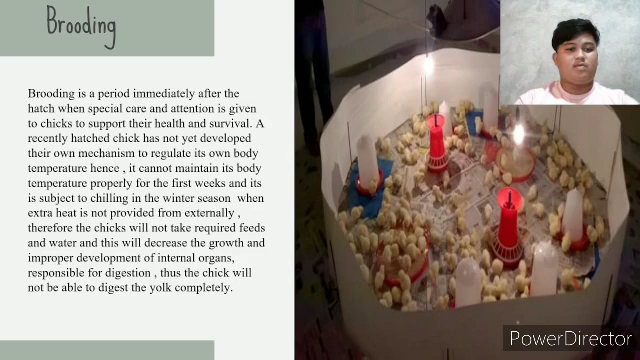 Brooding
Brooding is a period immediately after the
hatch when special care and attention is given
to chicks to support their health and survival. A
recently hatched chick has not yet developed
their own mechanism to regulate its own body
temperature hence , it cannot maintain its body
temperature properly for the first weeks and its
is subject to chilling in the winter season when
extra heat is not provided from externally ,
therefore the chicks will not take required feeds
and water and this will decrease the growth and
improper development of internal organs,
responsible for digestion , thus the chick will
not be able to digest the yolk completely.
PowerDirector